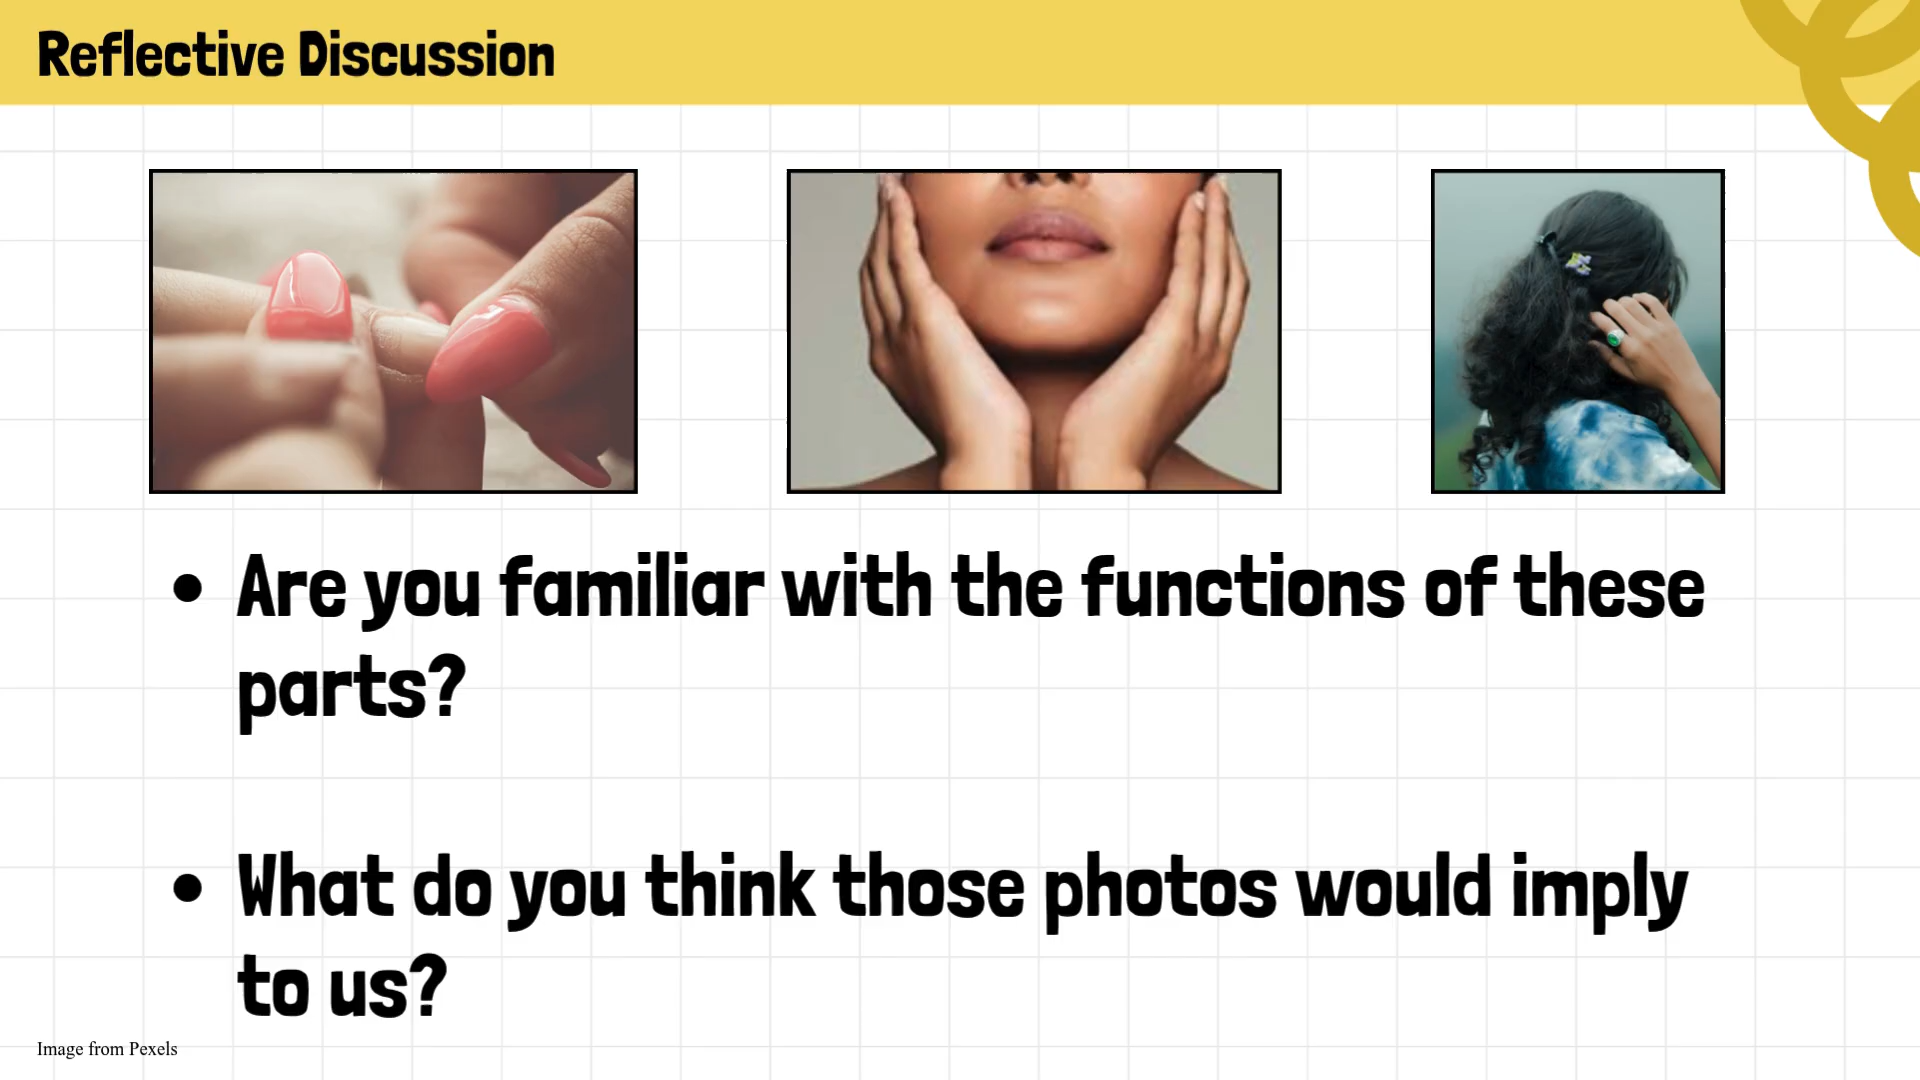 Reflective Discussion
• Are you familiar with the functions of these
parts?
• What do you think those photos would imply
to us?
Image from Pexels